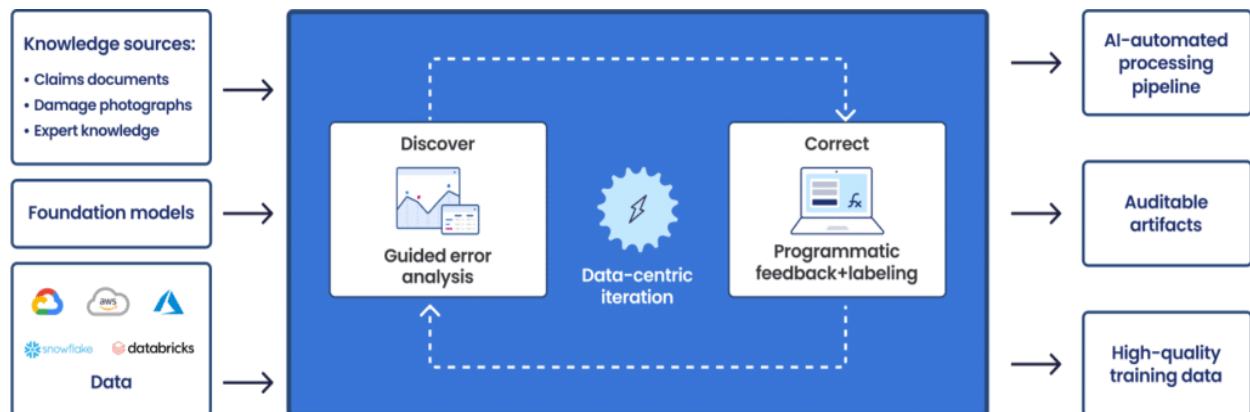 Knowledge sources:
• Claims documents
• Damage photographs
• Expert knowledge
Foundation models
aws
snowflake
databricks
Data
Discover
Guided error
analysis
Data-centric
iteration
Correct
fx
Programmatic
feedback+labeling
AI-automated
processing
pipeline
Auditable
artifacts
High-quality
training data